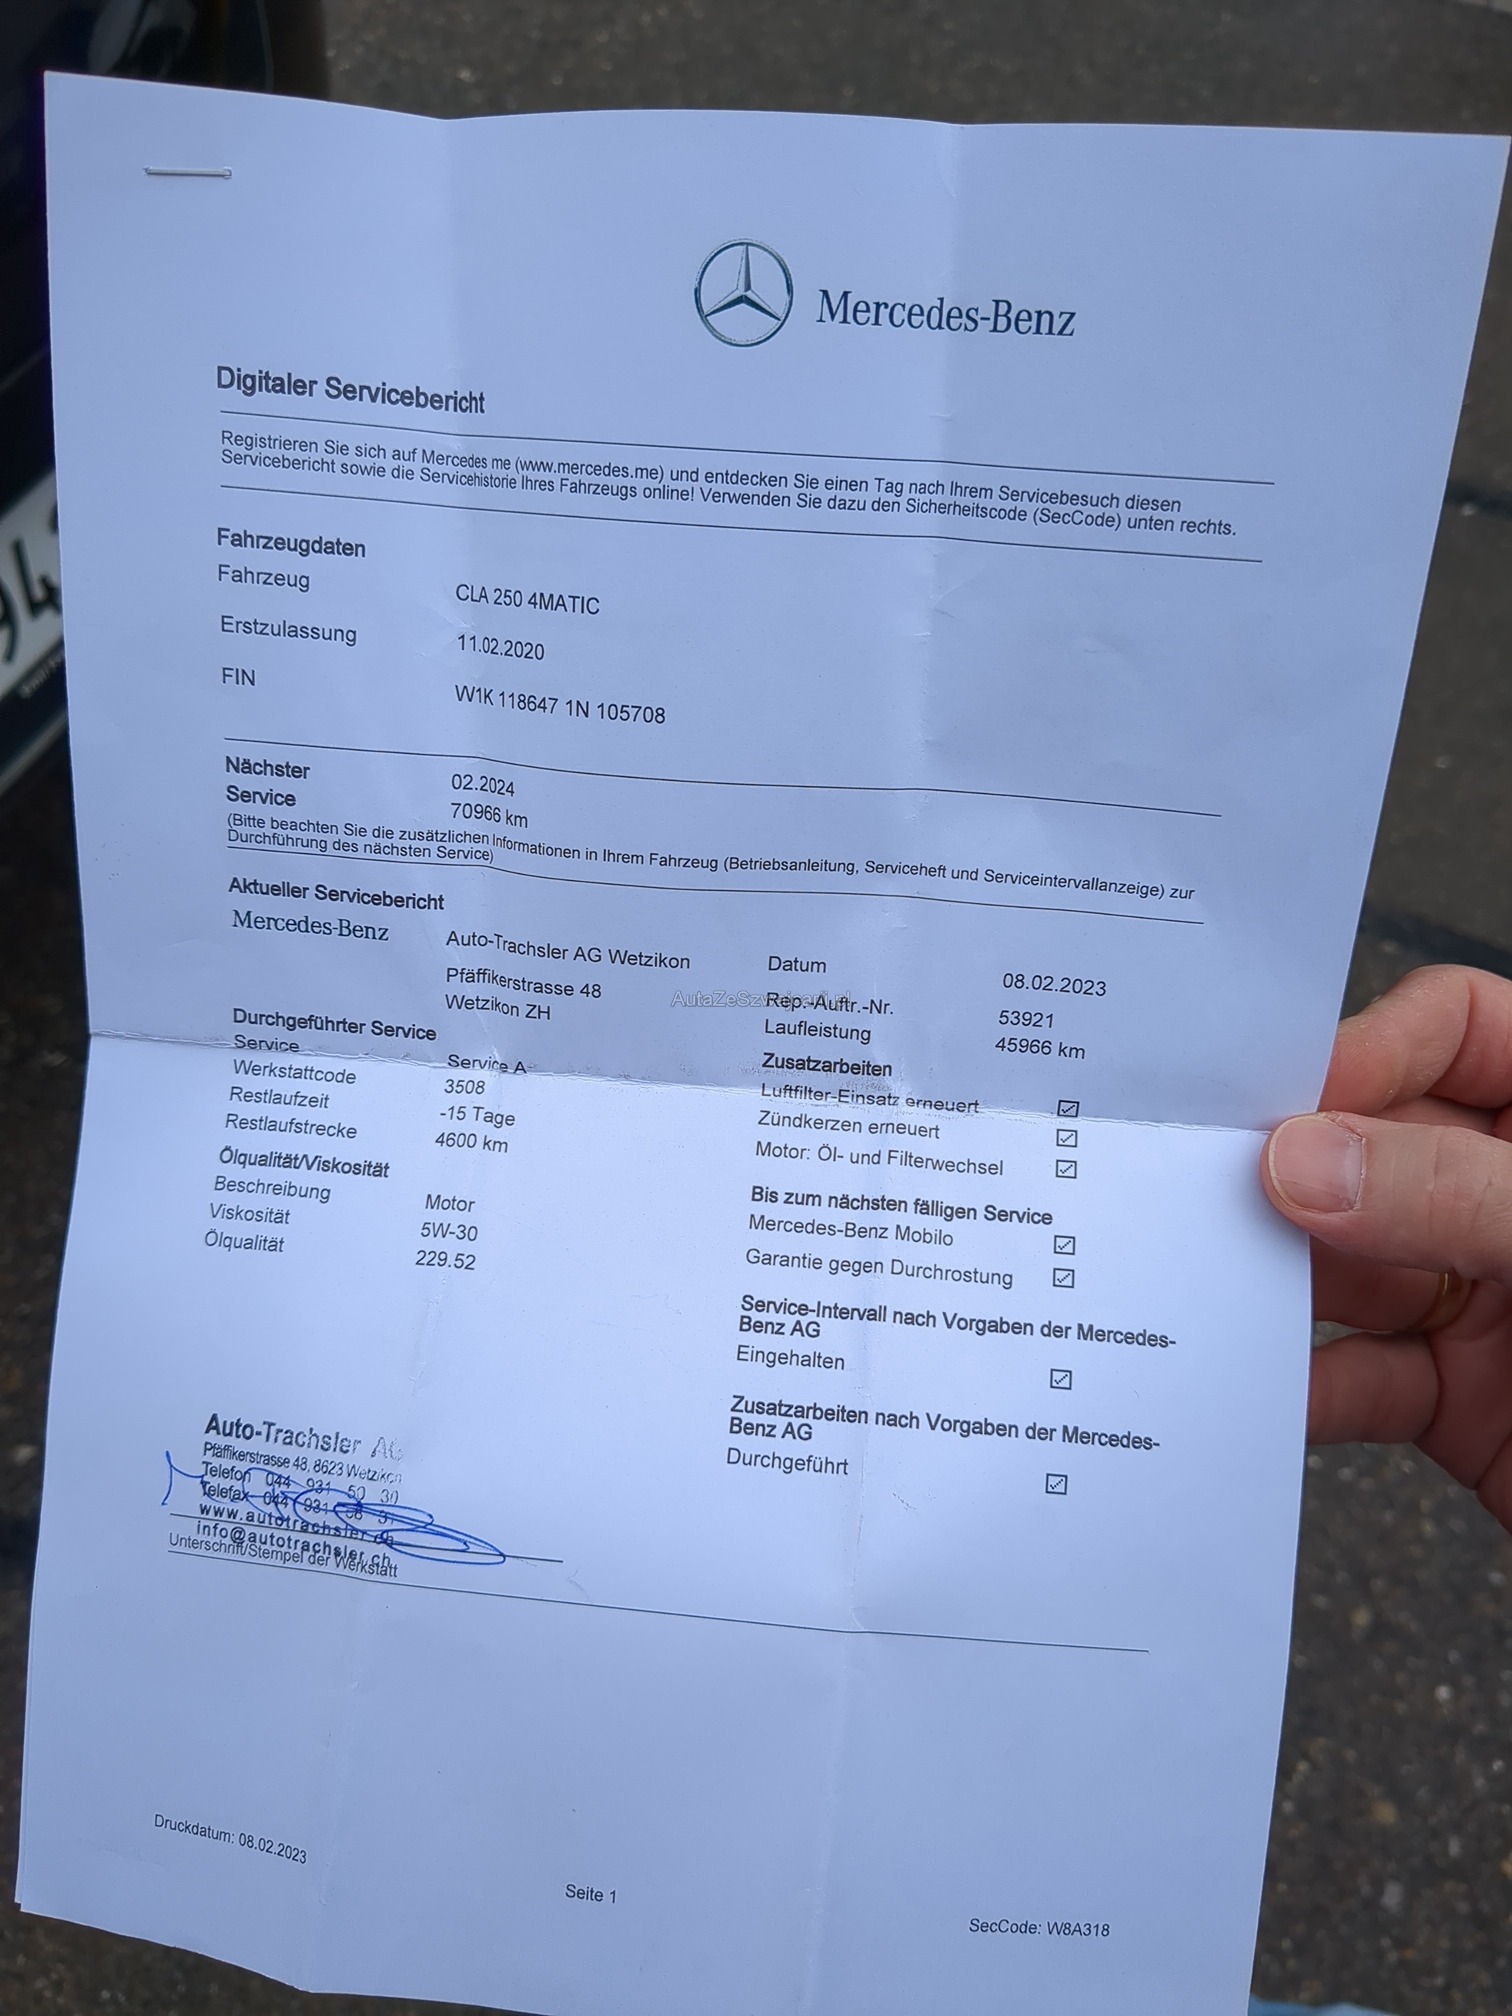 Mercedes-Benz
Digitaler Servicebericht
Registrieren Sie sich auf Mercedes me (www.mercedes.me) und entdecken Sie einen Tag nach Ihrem Servicebesuch diesen
Servicebericht sowie die Servicehistorie Ihres Fahrzeugs online! Verwenden Sie dazu den Sicherheitscode (SecCode) unten rechts.
Fahrzeugdaten
Fahrzeug CLA 250 4MATIC
Erstzulassung 11.02.2020
FIN W1K 118647 1N 105708
Nächster 02.2024
Service 70966 km
(Bitte beachten Sie die zusätzlichen Informationen in Ihrem Fahrzeug (Betriebsanleitung, Serviceheft und Serviceintervallanzeige) zur
Durchführung des nächsten Service)
Aktueller Servicebericht
Mercedes-Benz
Auto-Trachsler AG Wetzikon
Pfäffikerstrasse 48
Wetzikon ZH
Datum 08.02.2023
Rep.-Auftr.-Nr. 53921
Laufleistung 45966 km
AutaZeSzwajcarii.pl
Durchgeführter Service
Service Service A
Werkstattcode 3508
Restlaufzeit -15 Tage
Restlaufstrecke 4600 km
Ölqualität/Viskosität
Beschreibung Motor
Viskosität 5W-30
Ölqualität 229.52
Zusatzarbeiten
Luftfilter-Einsatz erneuert
Zündkerzen erneuert
Motor: Öl- und Filterwechsel
Bis zum nächsten fälligen Service
Mercedes-Benz Mobilo
Garantie gegen Durchrostung
Service-Intervall nach Vorgaben der Mercedes-
Benz AG
Eingehalten
Zusatzarbeiten nach Vorgaben der Mercedes-
Benz AG
Durchgeführt
Auto-Trachsler AG
Pfäffikerstrasse 48, 8623 Wetzikon
Telefon 044 931 50 30
Telefax 044 931
www.autotrachsler.ch
info@autotrachsler.ch
Unterschrift/Stempel der Werkstatt
Druckdatum: 08.02.2023
Seite 1
SecCode: W8A318